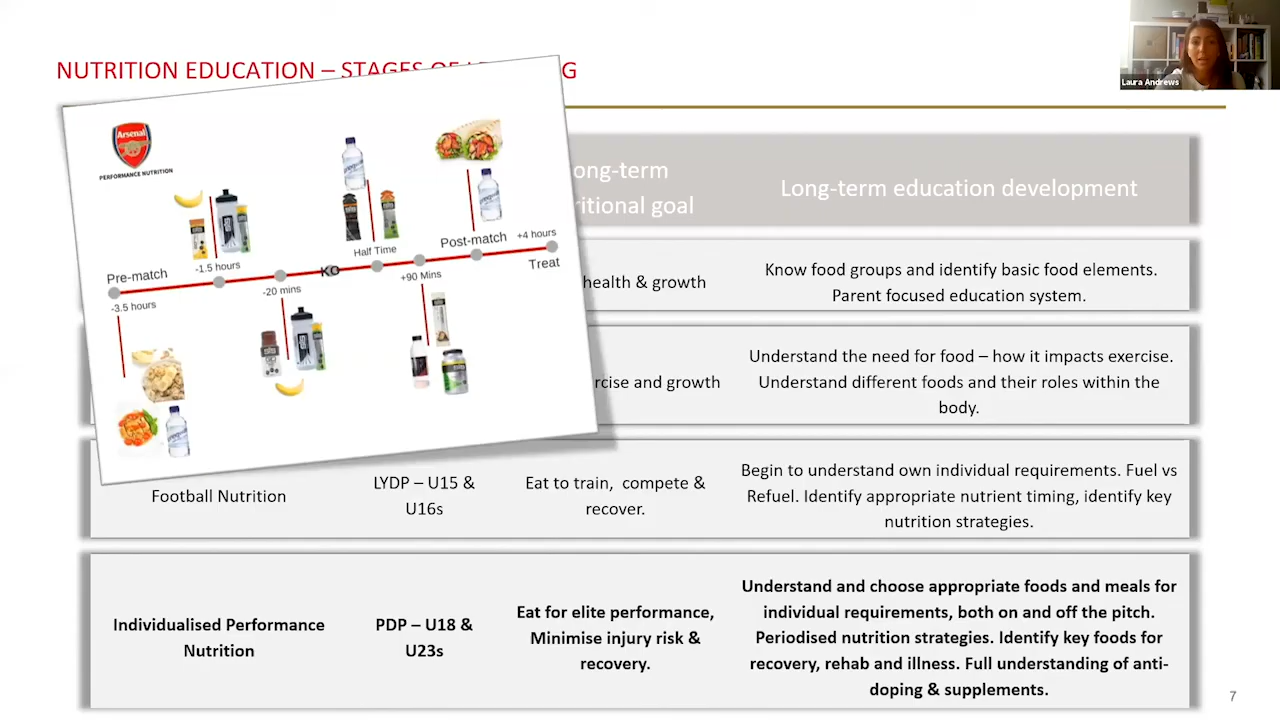 NUTRITION EDUCATION – STAGES OF
G
Laura Andrews
Arsenal
PERFORMANCE NUTRITION
Pre-match
-3.5 hours
-1.5 hours
-20 mins
KO
Half Time
+90 Mins
Post-match
+4 hours
Treat
ong-term
ritional goal
Long-term education development
health & growth
Know food groups and identify basic food elements.
Parent focused education system.
rcise and growth
Understand the need for food – how it impacts exercise.
Understand different foods and their roles within the
body.
Football Nutrition
LYDP – U15 &
U16s
Eat to train, compete &
recover.
Begin to understand own individual requirements. Fuel vs
Refuel. Identify appropriate nutrient timing, identify key
nutrition strategies.
Individualised Performance
Nutrition
PDP – U18 &
U23s
Eat for elite performance,
Minimise injury risk &
recovery.
Understand and choose appropriate foods and meals for
individual requirements, both on and off the pitch.
Periodised nutrition strategies. Identify key foods for
recovery, rehab and illness. Full understanding of anti-
doping & supplements.
7